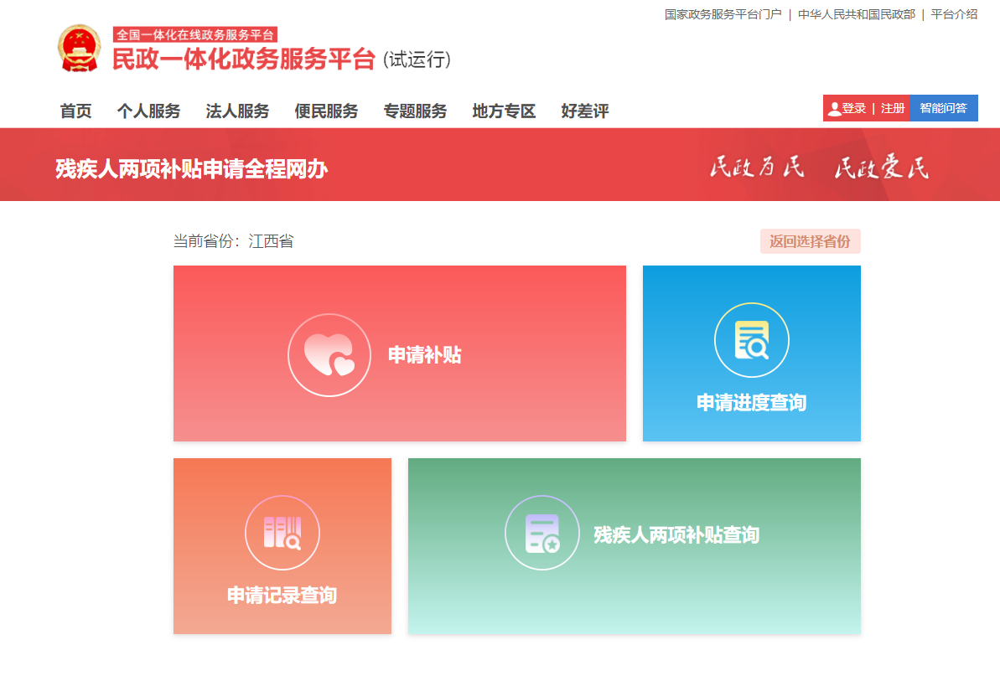 国家政务服务平台门户 | 中华人民共和国民政部 | 平台介绍
全国一体化在线政务服务平台
民政一体化政务服务平台 (试运行)
首页 个人服务 法人服务 便民服务 专题服务 地方专区 好差评
登录 | 注册 智能问答
残疾人两项补贴申请全程网办
民政为民 民政爱民
当前省份：江西省
返回选择省份
申请补贴
申请进度查询
申请记录查询
残疾人两项补贴查询